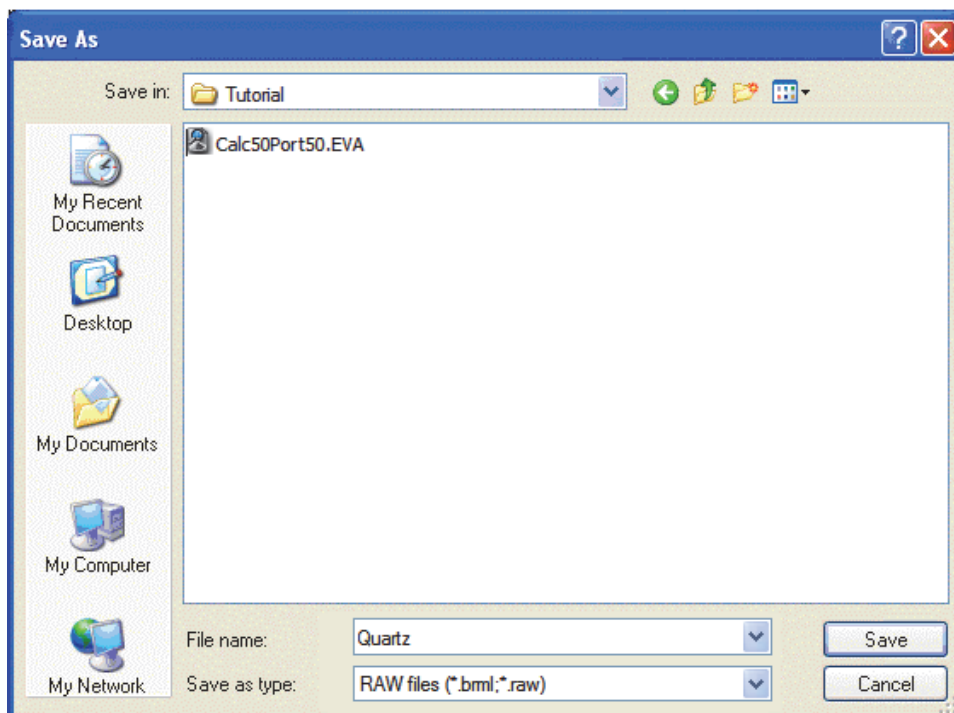 Save As
Save in:
Tutorial
Calc50Port50.EVA
My Recent
Documents
Desktop
My Documents
My Computer
My Network
File name:
Quartz
Save
Save as type:
RAW files (*.brml;*.raw)
Cancel